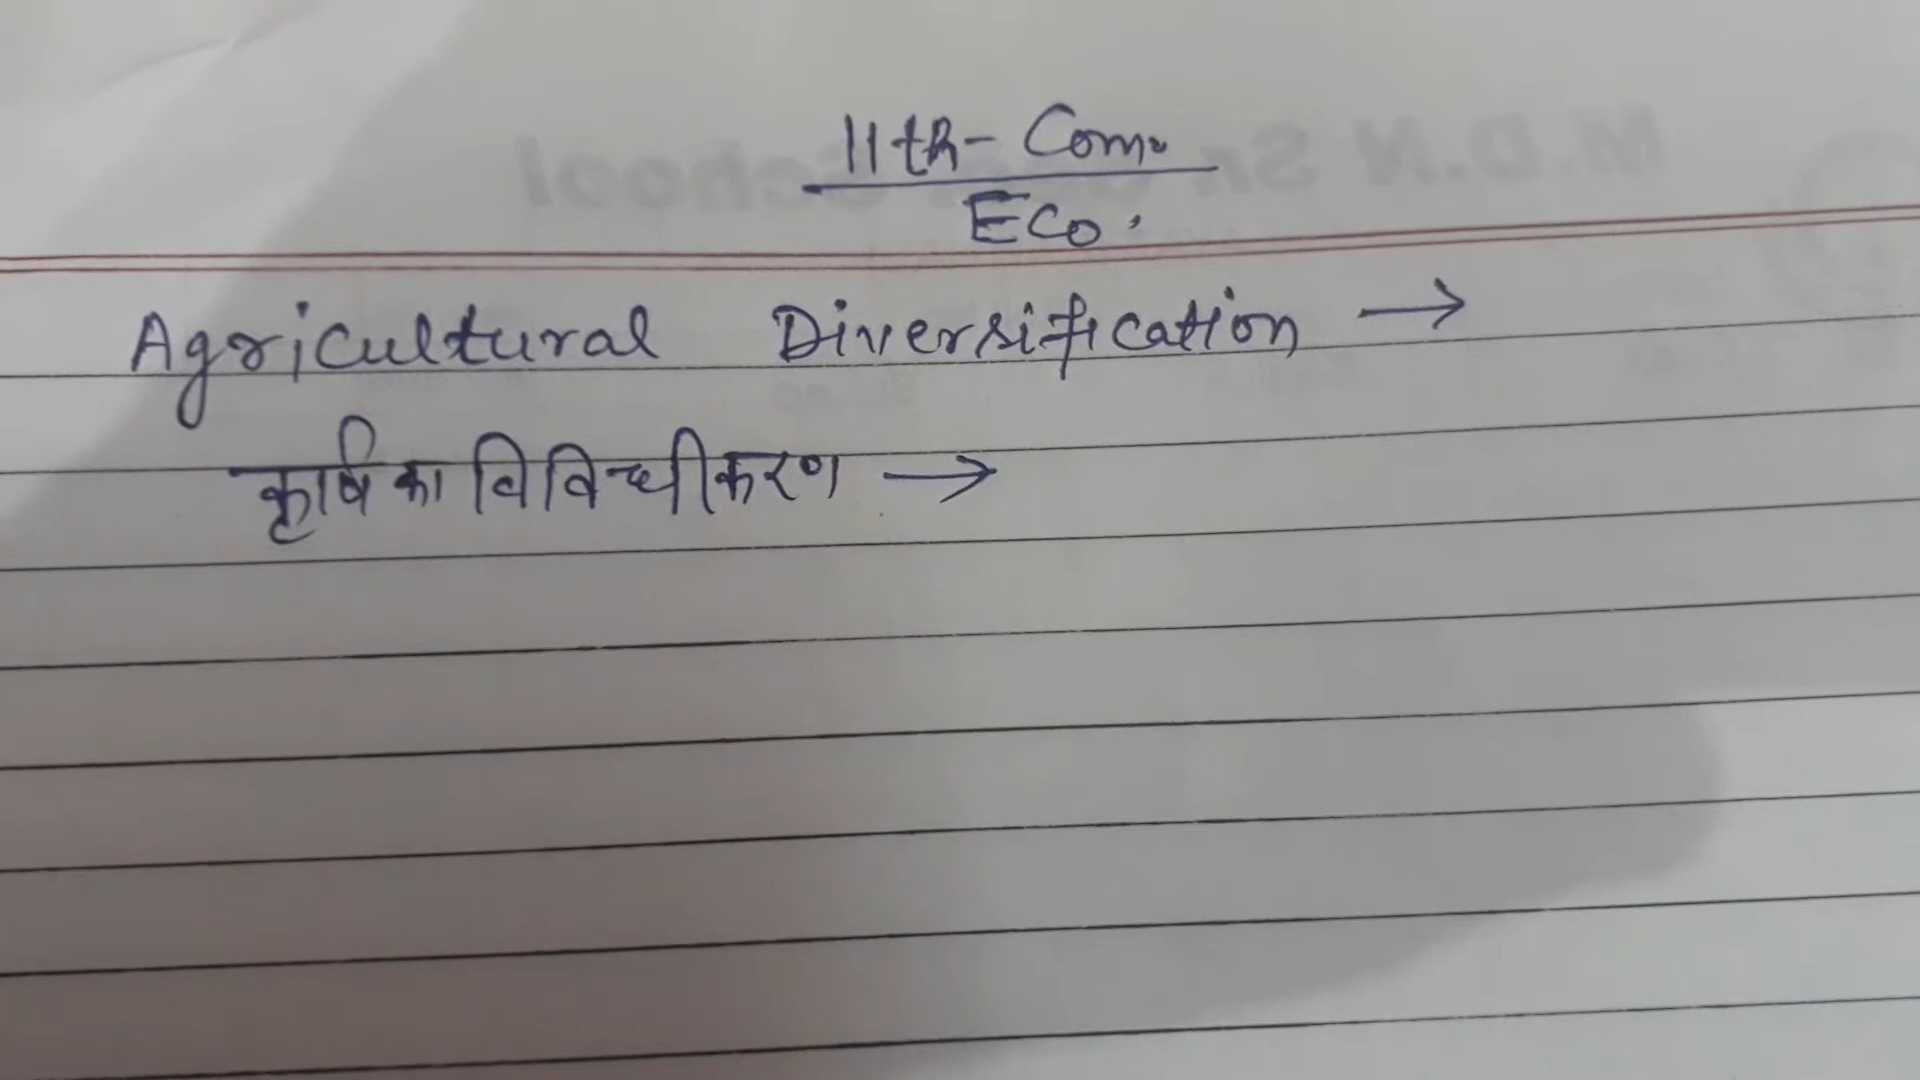 11th - Com.
Eco.
Agricultural Diversification →
कृषि का विविन्धीकरण →